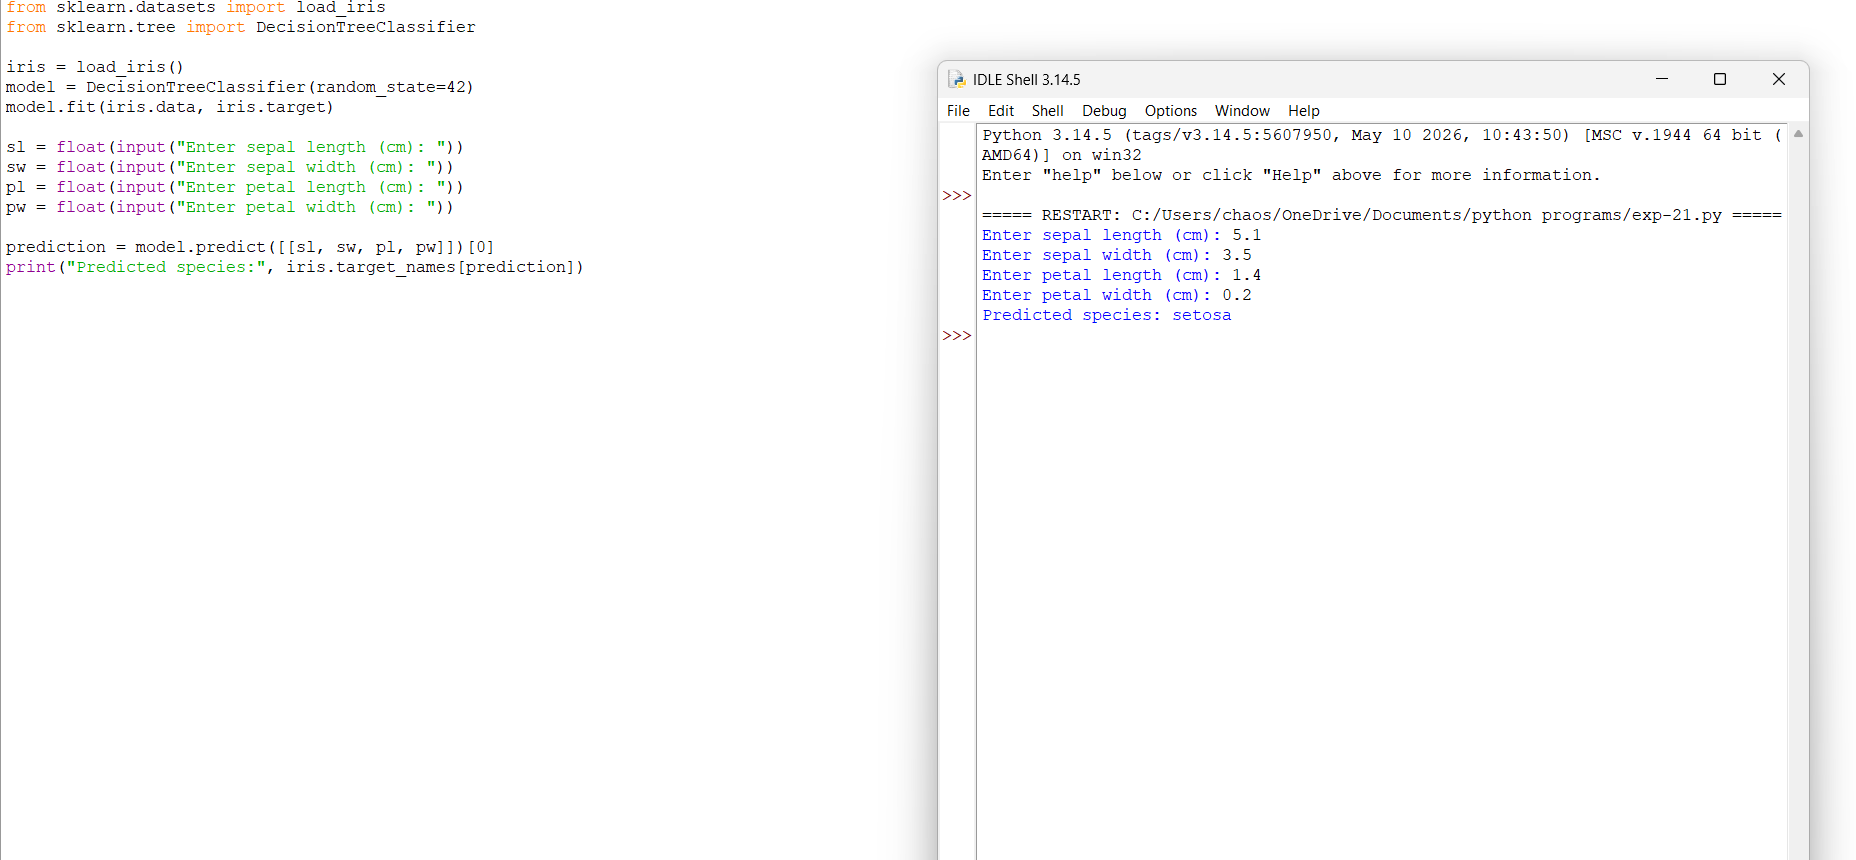 from sklearn.datasets import load_iris
from sklearn.tree import DecisionTreeClassifier
iris = load_iris()
model = DecisionTreeClassifier(random_state=42)
model.fit(iris.data, iris.target)
sl = float(input("Enter sepal length (cm): "))
sw = float(input("Enter sepal width (cm): "))
pl = float(input("Enter petal length (cm): "))
pw = float(input("Enter petal width (cm): "))
prediction = model.predict([[sl, sw, pl, pw]])[0]
print("Predicted species:", iris.target_names[prediction])
IDLE Shell 3.14.5
File Edit Shell Debug Options Window Help
Python 3.14.5 (tags/v3.14.5:5607950, May 10 2026, 10:43:50) [MSC v.1944 64 bit (
AMD64)] on win32
Enter "help" below or click "Help" above for more information.
>>>
===== RESTART: C:/Users/chaos/OneDrive/Documents/python programs/exp-21.py =====
Enter sepal length (cm): 5.1
Enter sepal width (cm): 3.5
Enter petal length (cm): 1.4
Enter petal width (cm): 0.2
Predicted species: setosa
>>>